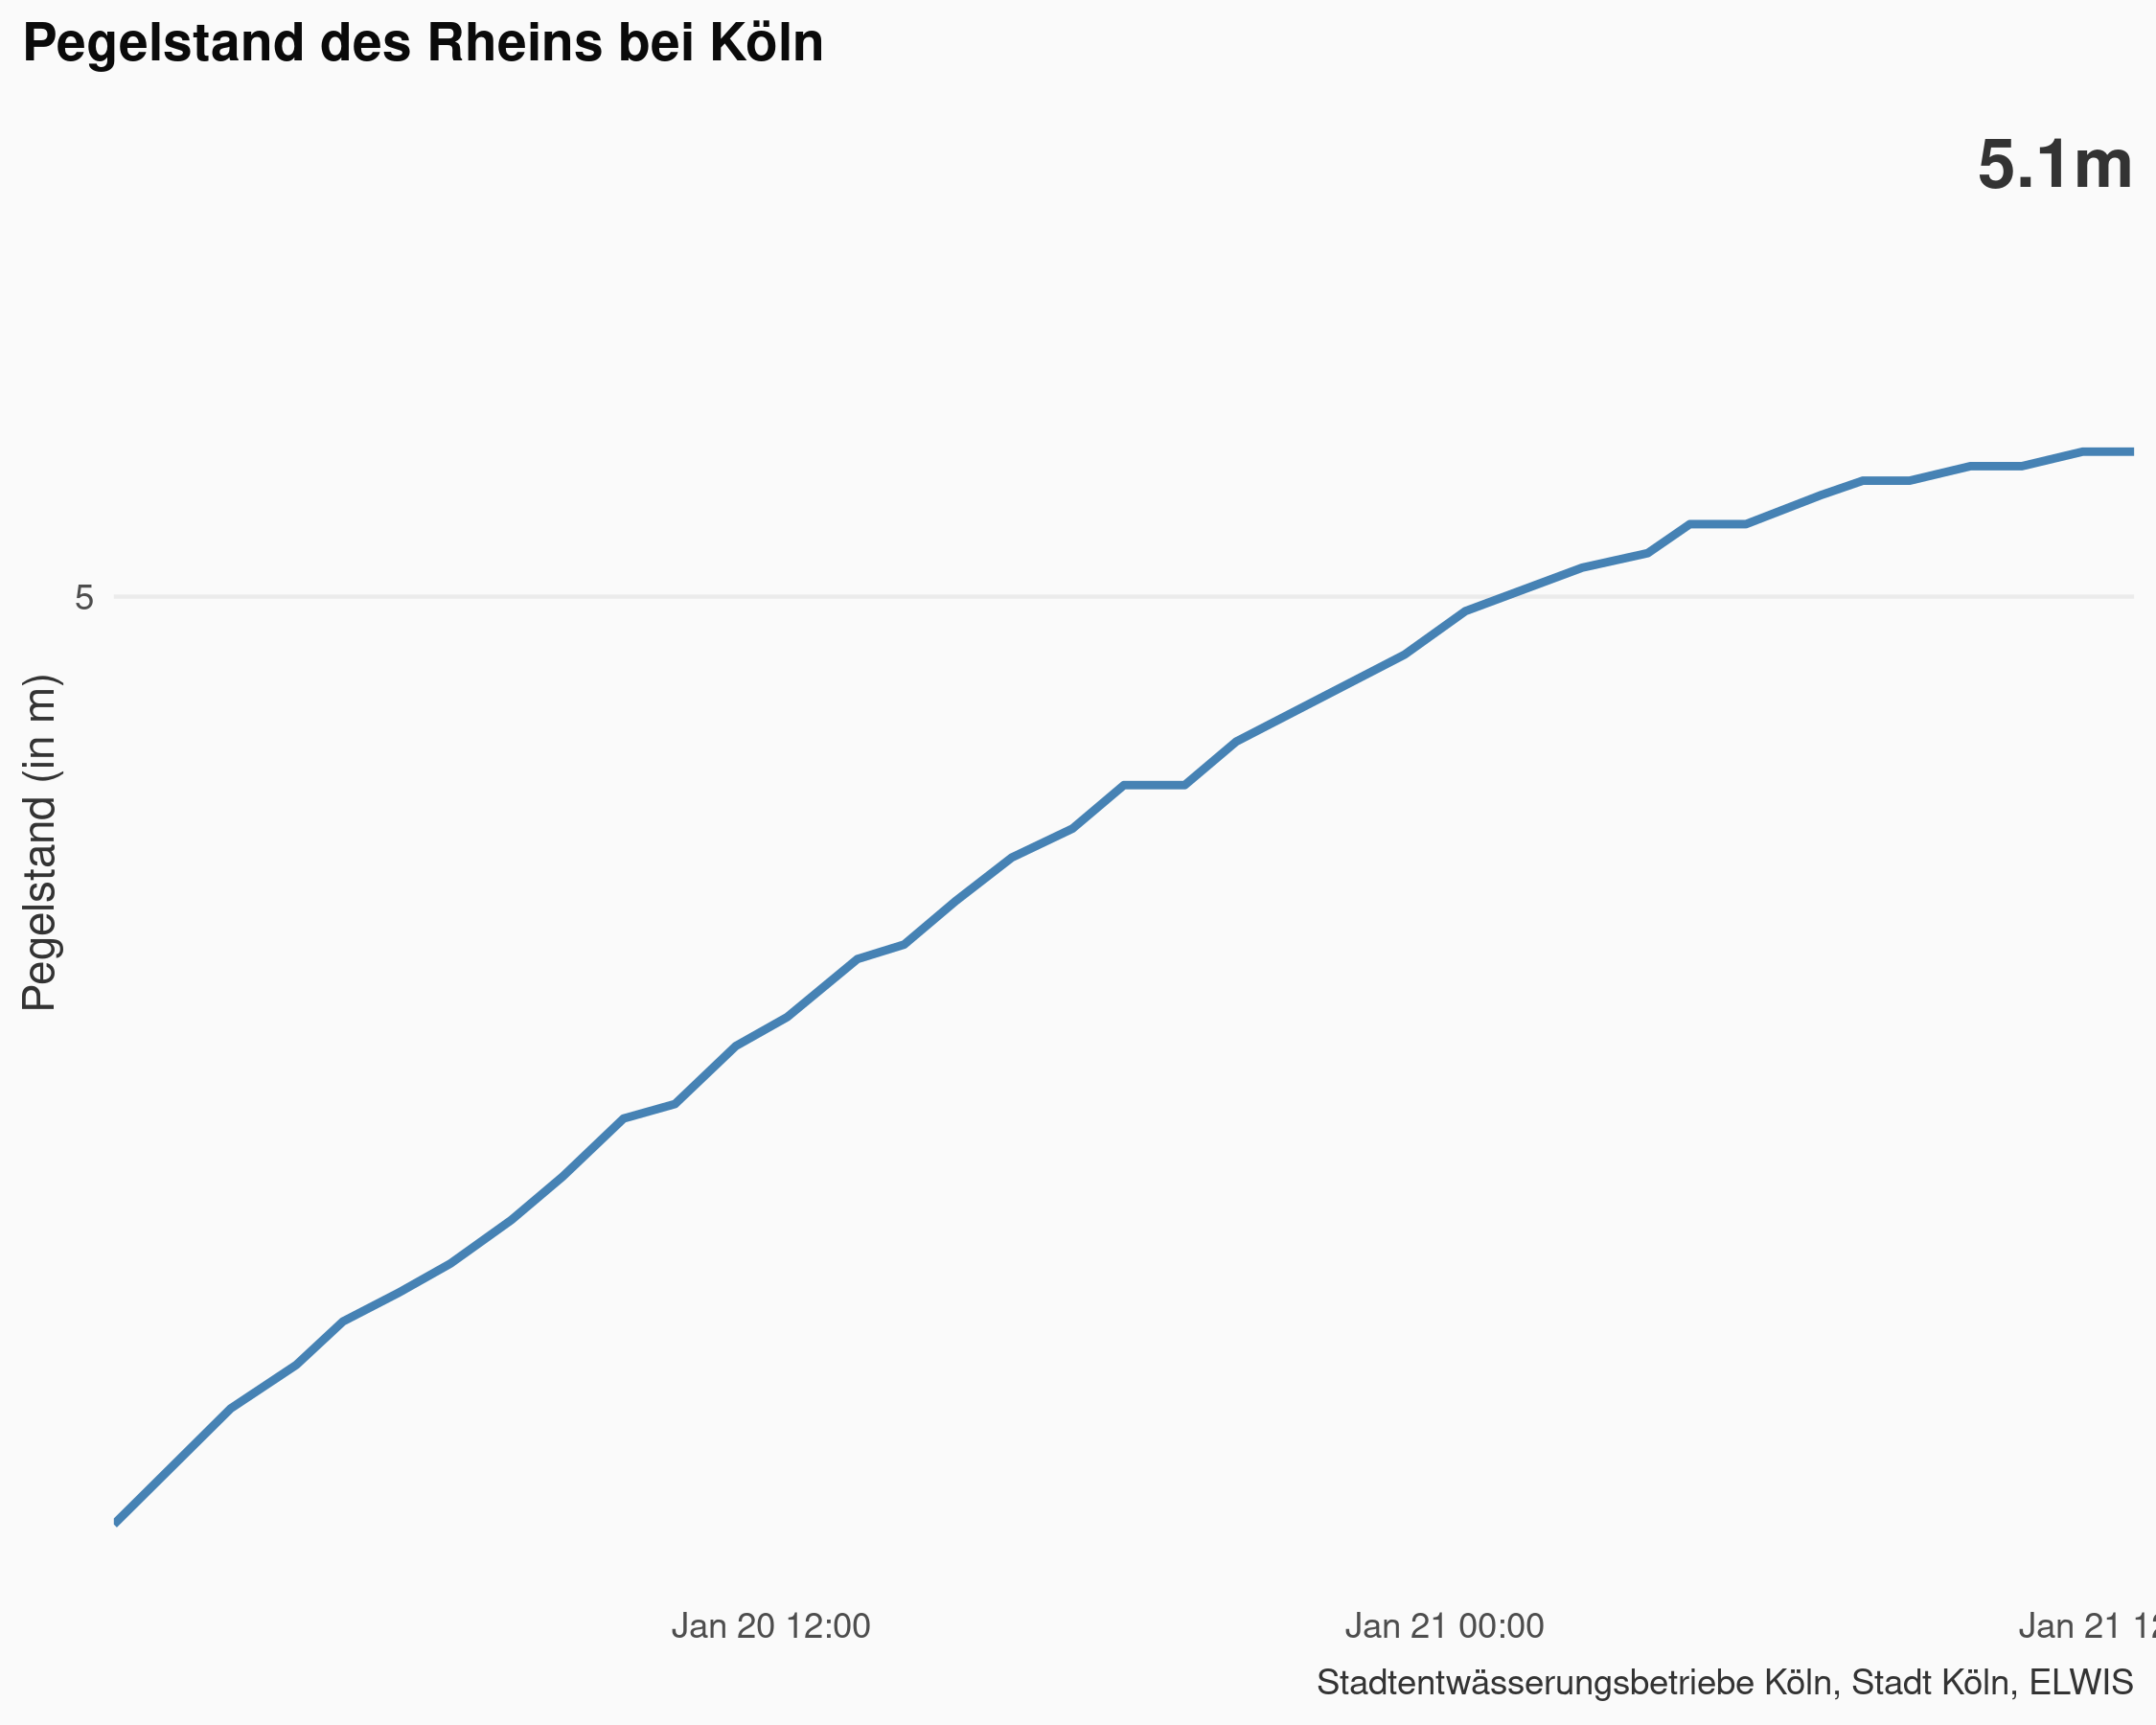 Pegelstand des Rheins bei Köln
5.1m
5
Pegelstand (in m)
Jan 20 12:00
Jan 21 00:00
Jan 21 12
Stadtentwässerungsbetriebe Köln, Stadt Köln, ELWIS